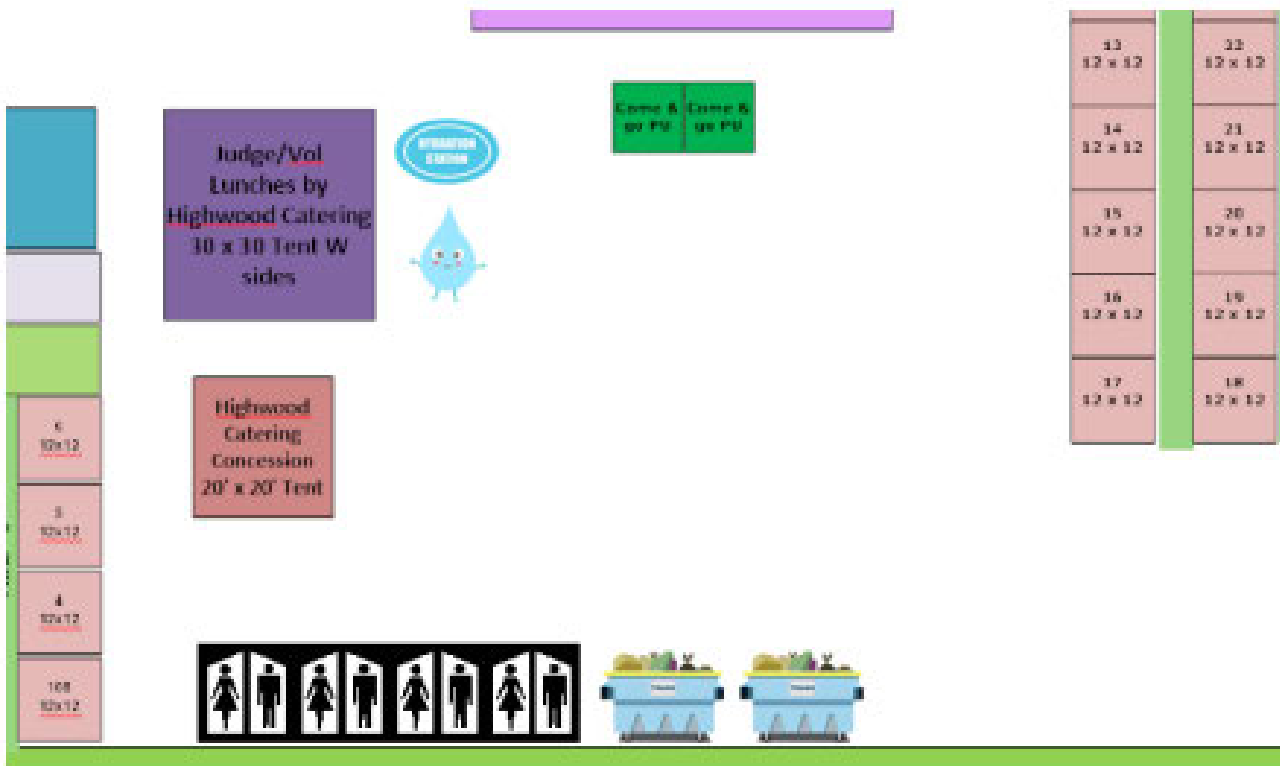 Judge/Vol
Lunches by
Highwood Catering
30 x 30 Tent W
sides
HYDRATION
STATION
Come &
go PU
Come &
go PU
13
12 x 12
22
12 x 12
14
12 x 12
21
12 x 12
15
12 x 12
20
12 x 12
16
12 x 12
19
12 x 12
17
12 x 12
18
12 x 12
Highwood
Catering
Concession
20' x 20' Tent
6
12x12
5
12x12
4
12x12
12x12